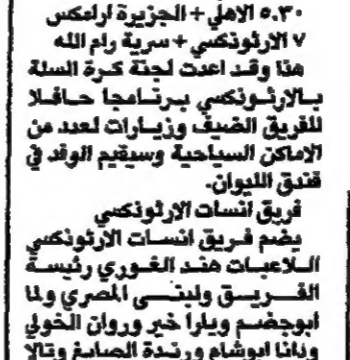 ٥.٣٠ الاهلي + الجزيرة ارامكس
٧ الارثوذكسي + سرية رام الله
هذا وقد اعدت لجنة كرة السلة
بالارثوذكسي برنامجا حافلا
للفريق الضيف وزيارات لعدد من
الاماكن السياحية وسيقيم الوفد في
فندق الليوان.
فريق انسات الارثوذكسي
يضم فريق انسات الارثوذكسي
اللاعبات هند الغوري رئيسة
الفريق ولبنى المصري ولما
ابوجضم ويارا خير وروان الخولي
ودانا ابوشام ورندة الصايغ وتالا